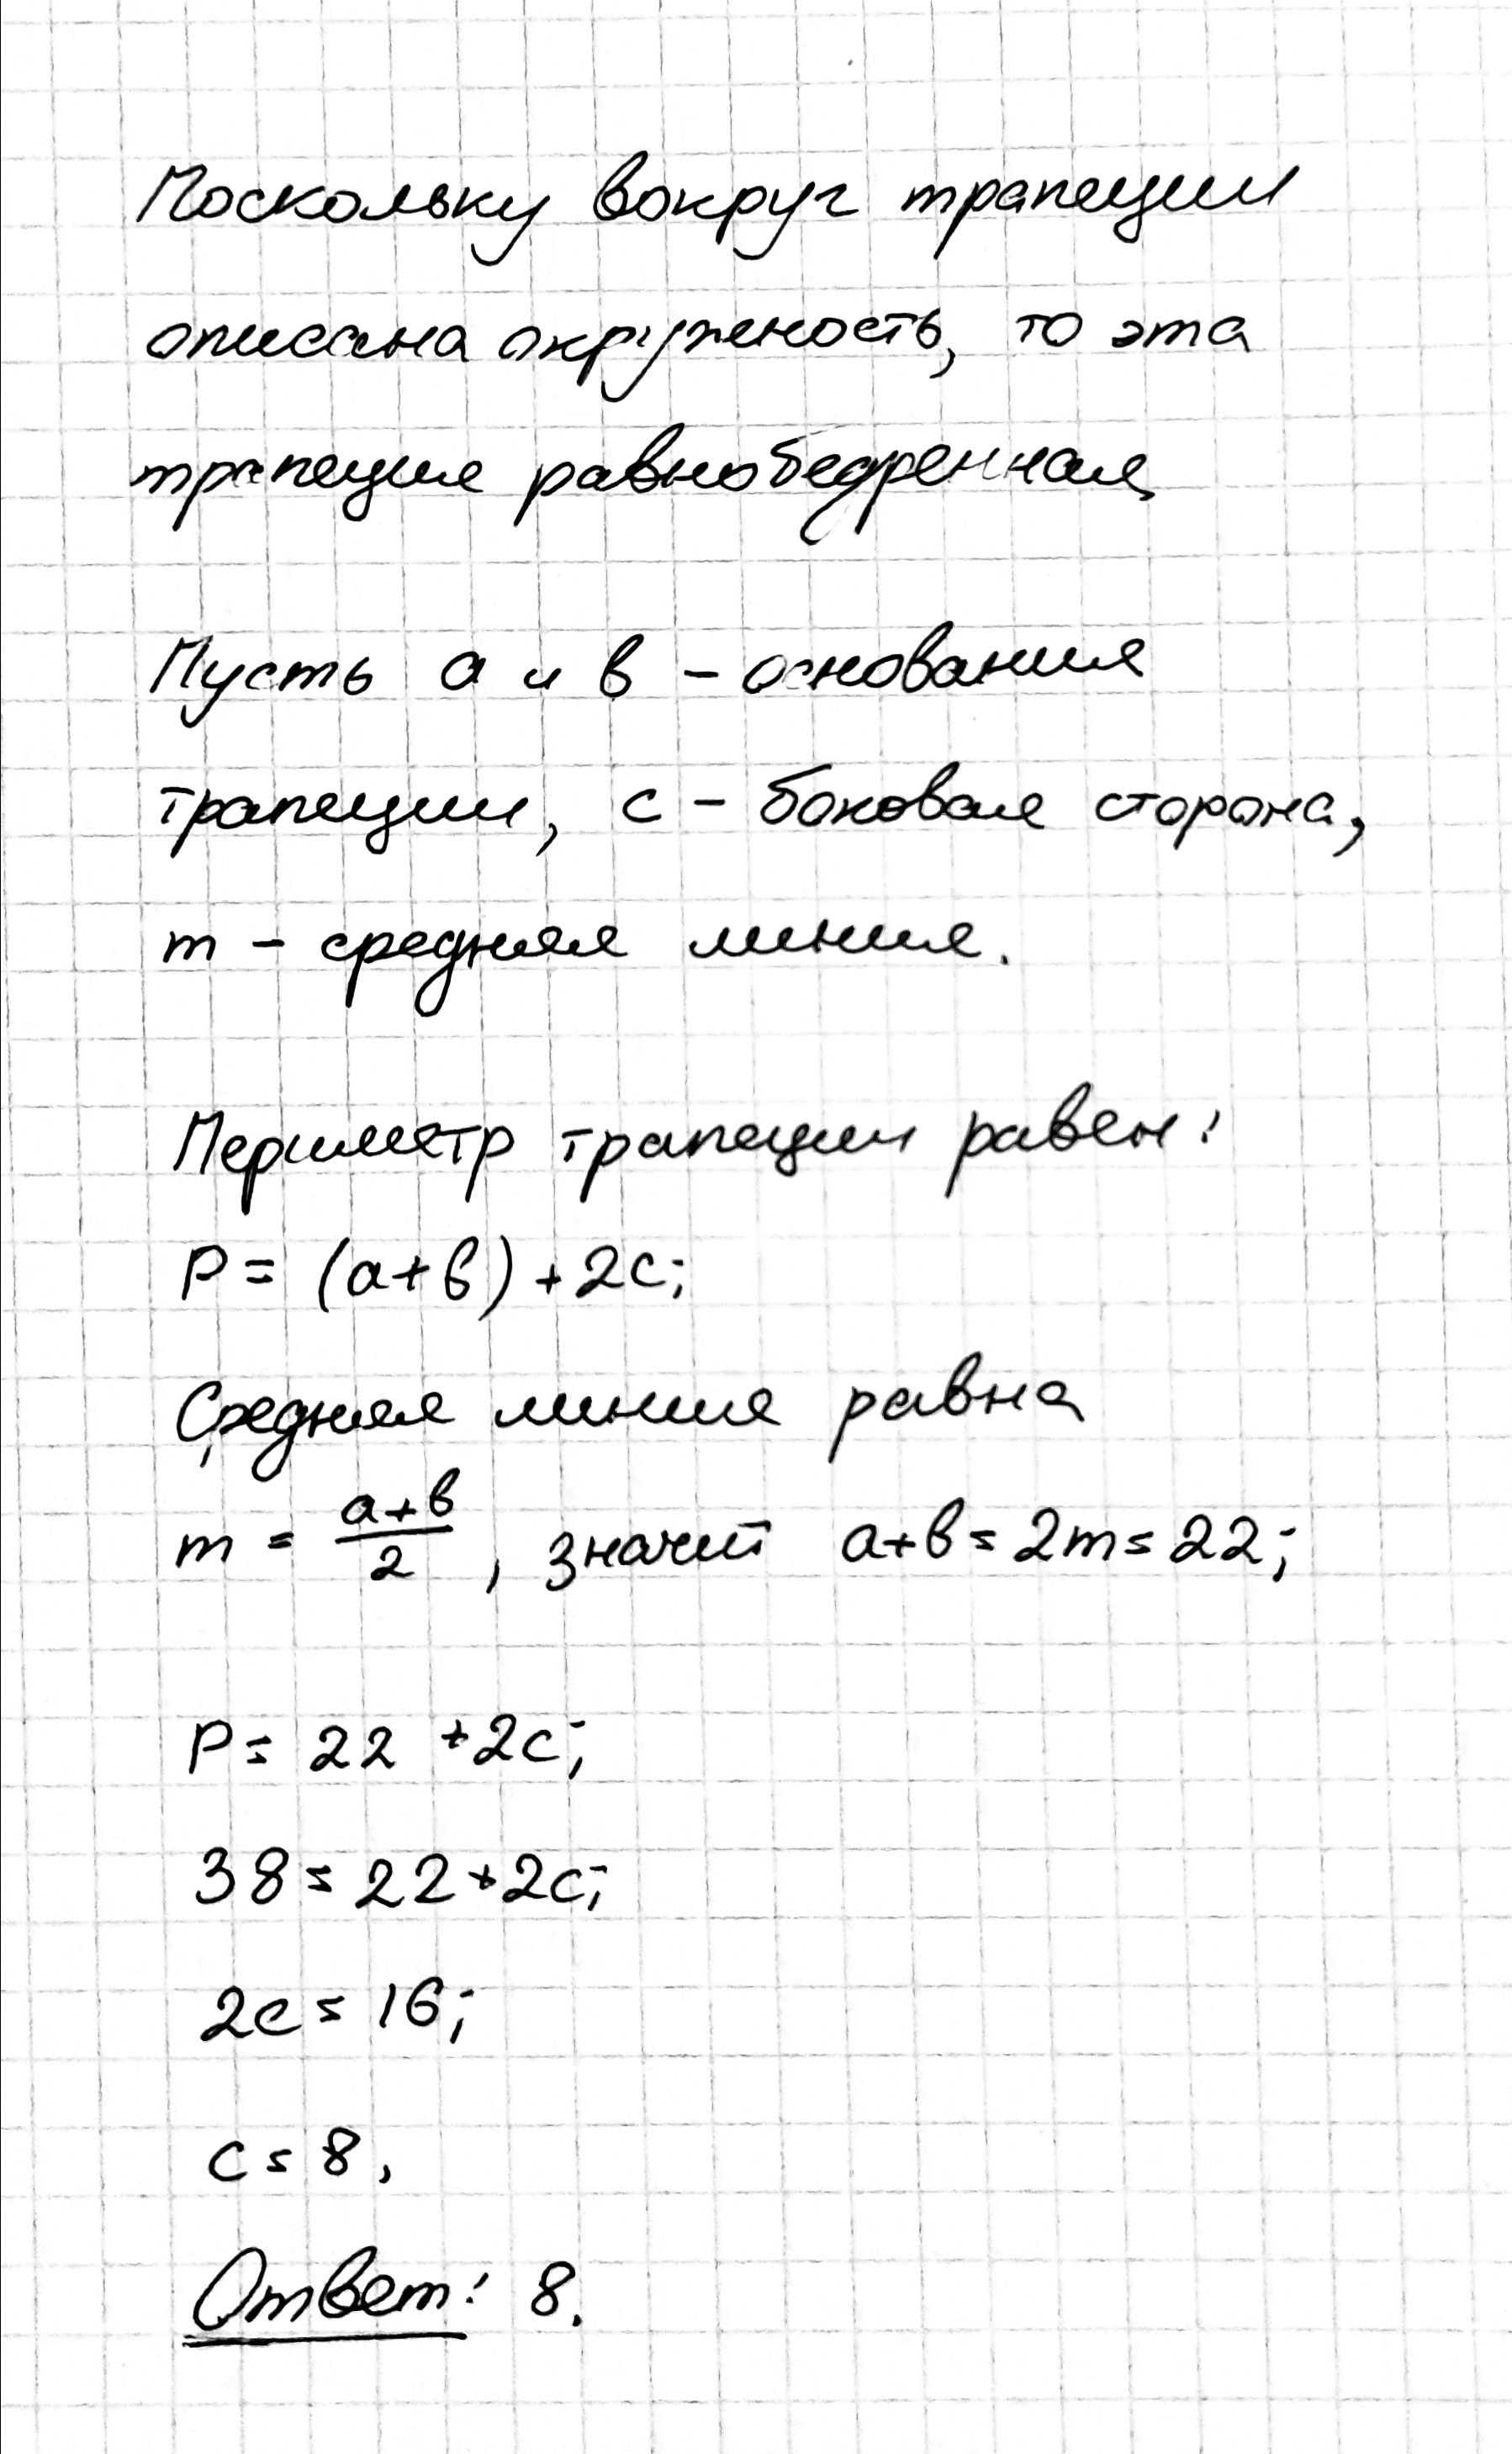 Поскольку вокруг трапеции
описана окружность, то эта
трапеция равнобедренная
Пусть a и b – основания
трапеции, c – боковая сторона,
m – средняя линия.
Периметр трапеции равен:
P = (a+b) + 2c;
Средняя линия равна
m = (a+b)/2, значит a+b = 2m = 22;
P = 22 + 2c;
38 = 22 + 2c;
2c = 16;
c = 8.
Ответ: 8.